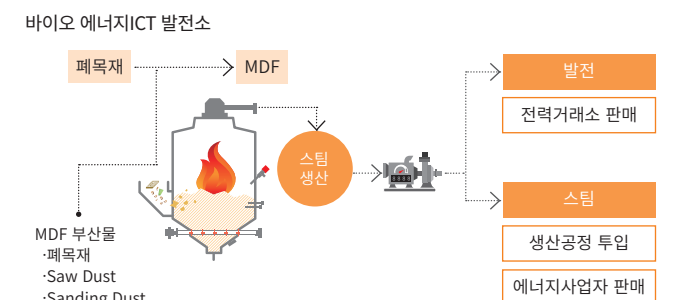 바이오 에너지ICT 발전소
폐목재
MDF
발전
전력거래소 판매
스팀
생산
스팀
생산공정 투입
에너지사업자 판매
MDF 부산물
·폐목재
·Saw Dust
·Sanding Dust